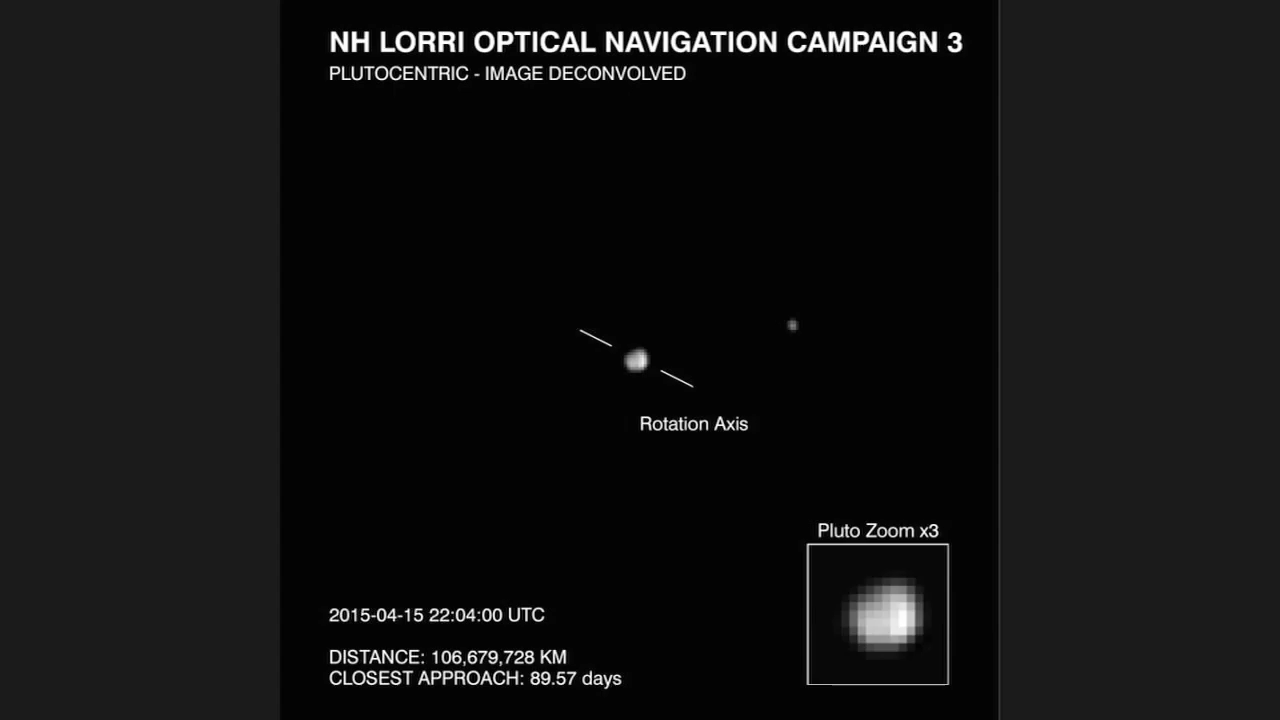 NH LORRI OPTICAL NAVIGATION CAMPAIGN 3
PLUTOCENTRIC - IMAGE DECONVOLVED
Rotation Axis
Pluto Zoom x3
2015-04-15 22:04:00 UTC
DISTANCE: 106,679,728 KM
CLOSEST APPROACH: 89.57 days